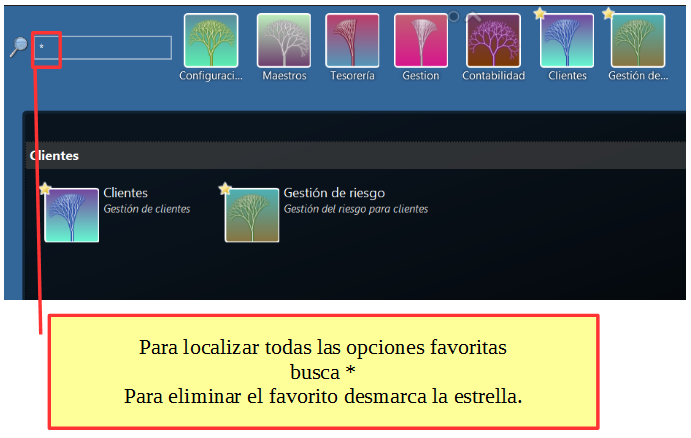 *
Configuraci...
Maestros
Tesorería
Gestion
Contabilidad
Clientes
Gestión de...
Clientes
Clientes
Gestión de clientes
Gestión de riesgo
Gestión del riesgo para clientes
Para localizar todas las opciones favoritas
busca *
Para eliminar el favorito desmarca la estrella.